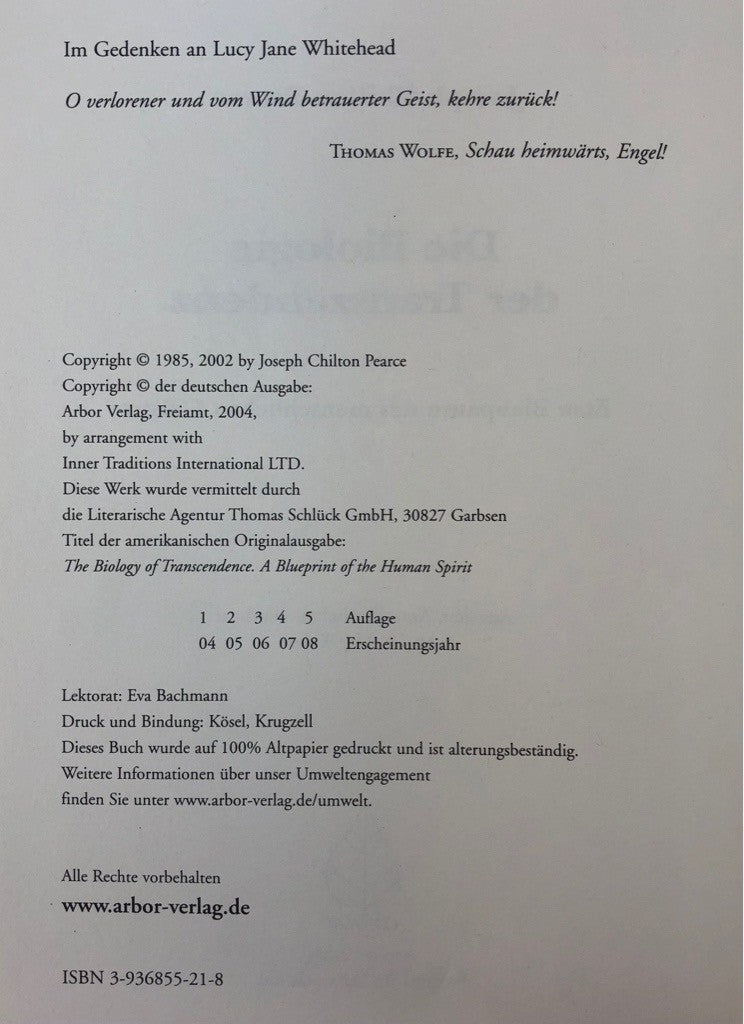 Im Gedenken an Lucy Jane Whitehead
O verlorener und vom Wind betrauerter Geist, kehre zurück!
THOMAS WOLFE, Schau heimwärts, Engel!
Copyright © 1985, 2002 by Joseph Chilton Pearce
Copyright © der deutschen Ausgabe:
Arbor Verlag, Freiamt, 2004,
by arrangement with
Inner Traditions International LTD.
Diese Werk wurde vermittelt durch
die Literarische Agentur Thomas Schlück GmbH, 30827 Garbsen
Titel der amerikanischen Originalausgabe:
The Biology of Transcendence. A Blueprint of the Human Spirit
1 2 3 4 5 Auflage
04 05 06 07 08 Erscheinungsjahr
Lektorat: Eva Bachmann
Druck und Bindung: Kösel, Krugzell
Dieses Buch wurde auf 100% Altpapier gedruckt und ist alterungsbeständig.
Weitere Informationen über unser Umweltengagement
finden Sie unter www.arbor-verlag.de/umwelt.
Alle Rechte vorbehalten
www.arbor-verlag.de
ISBN 3-936855-21-8